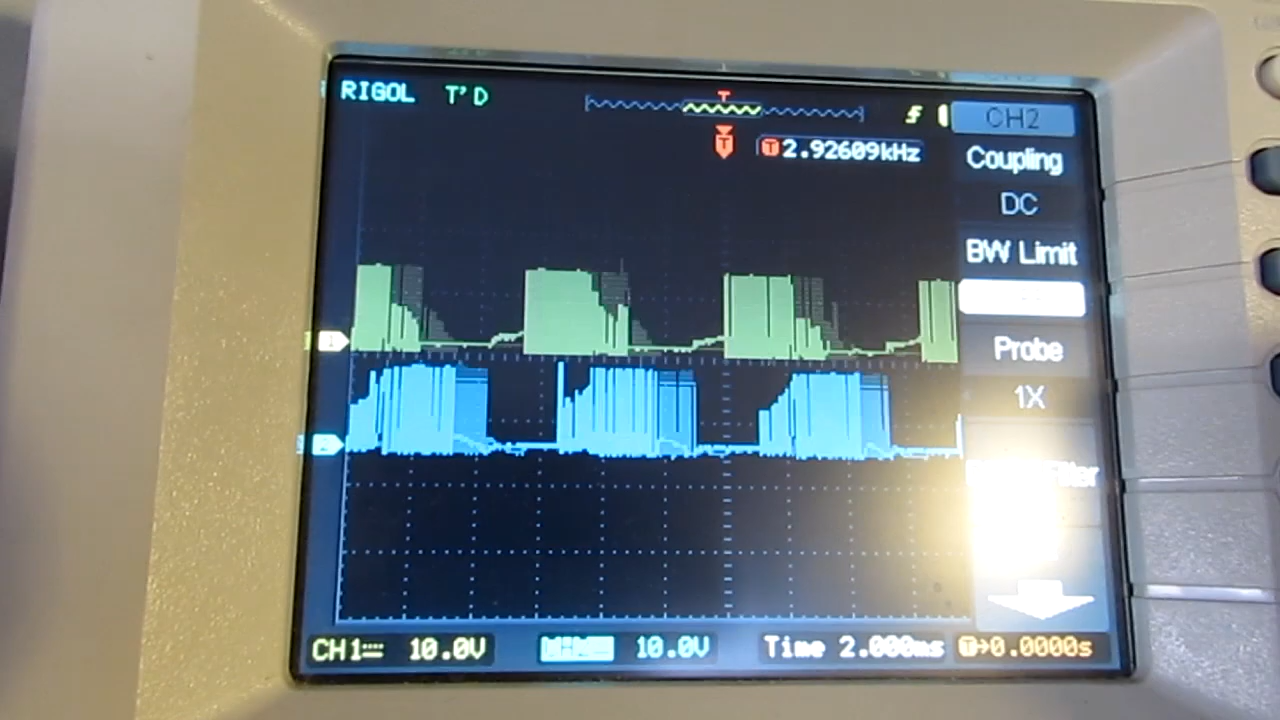 RIGOL T'D
T
T 2.92609kHz
CH2
Coupling
DC
BW Limit
Probe
1X
CH1 10.0V 10.0V Time 2.000ms T→0.0000s